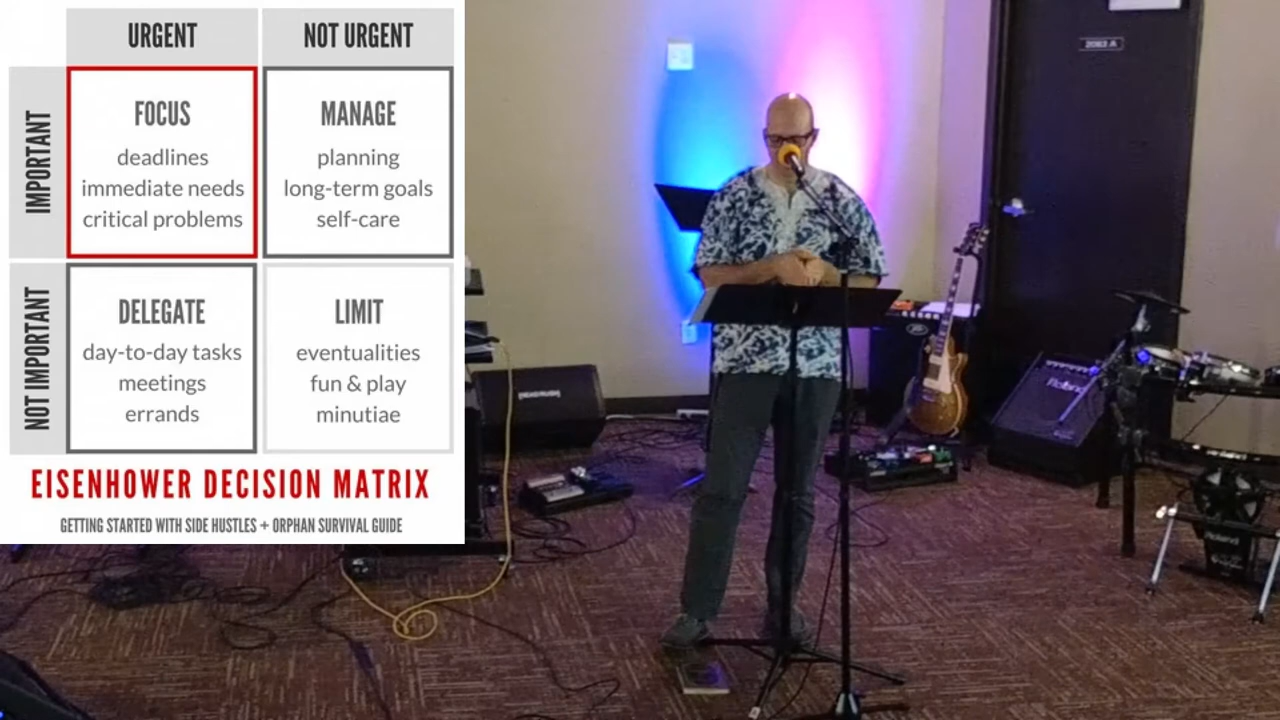 URGENT
NOT URGENT
IMPORTANT
FOCUS
deadlines
immediate needs
critical problems
MANAGE
planning
long-term goals
self-care
NOT IMPORTANT
DELEGATE
day-to-day tasks
meetings
errands
LIMIT
eventualities
fun & play
minutiae
EISENHOWER DECISION MATRIX
GETTING STARTED WITH SIDE HUSTLES + ORPHAN SURVIVAL GUIDE
Roland
Roland